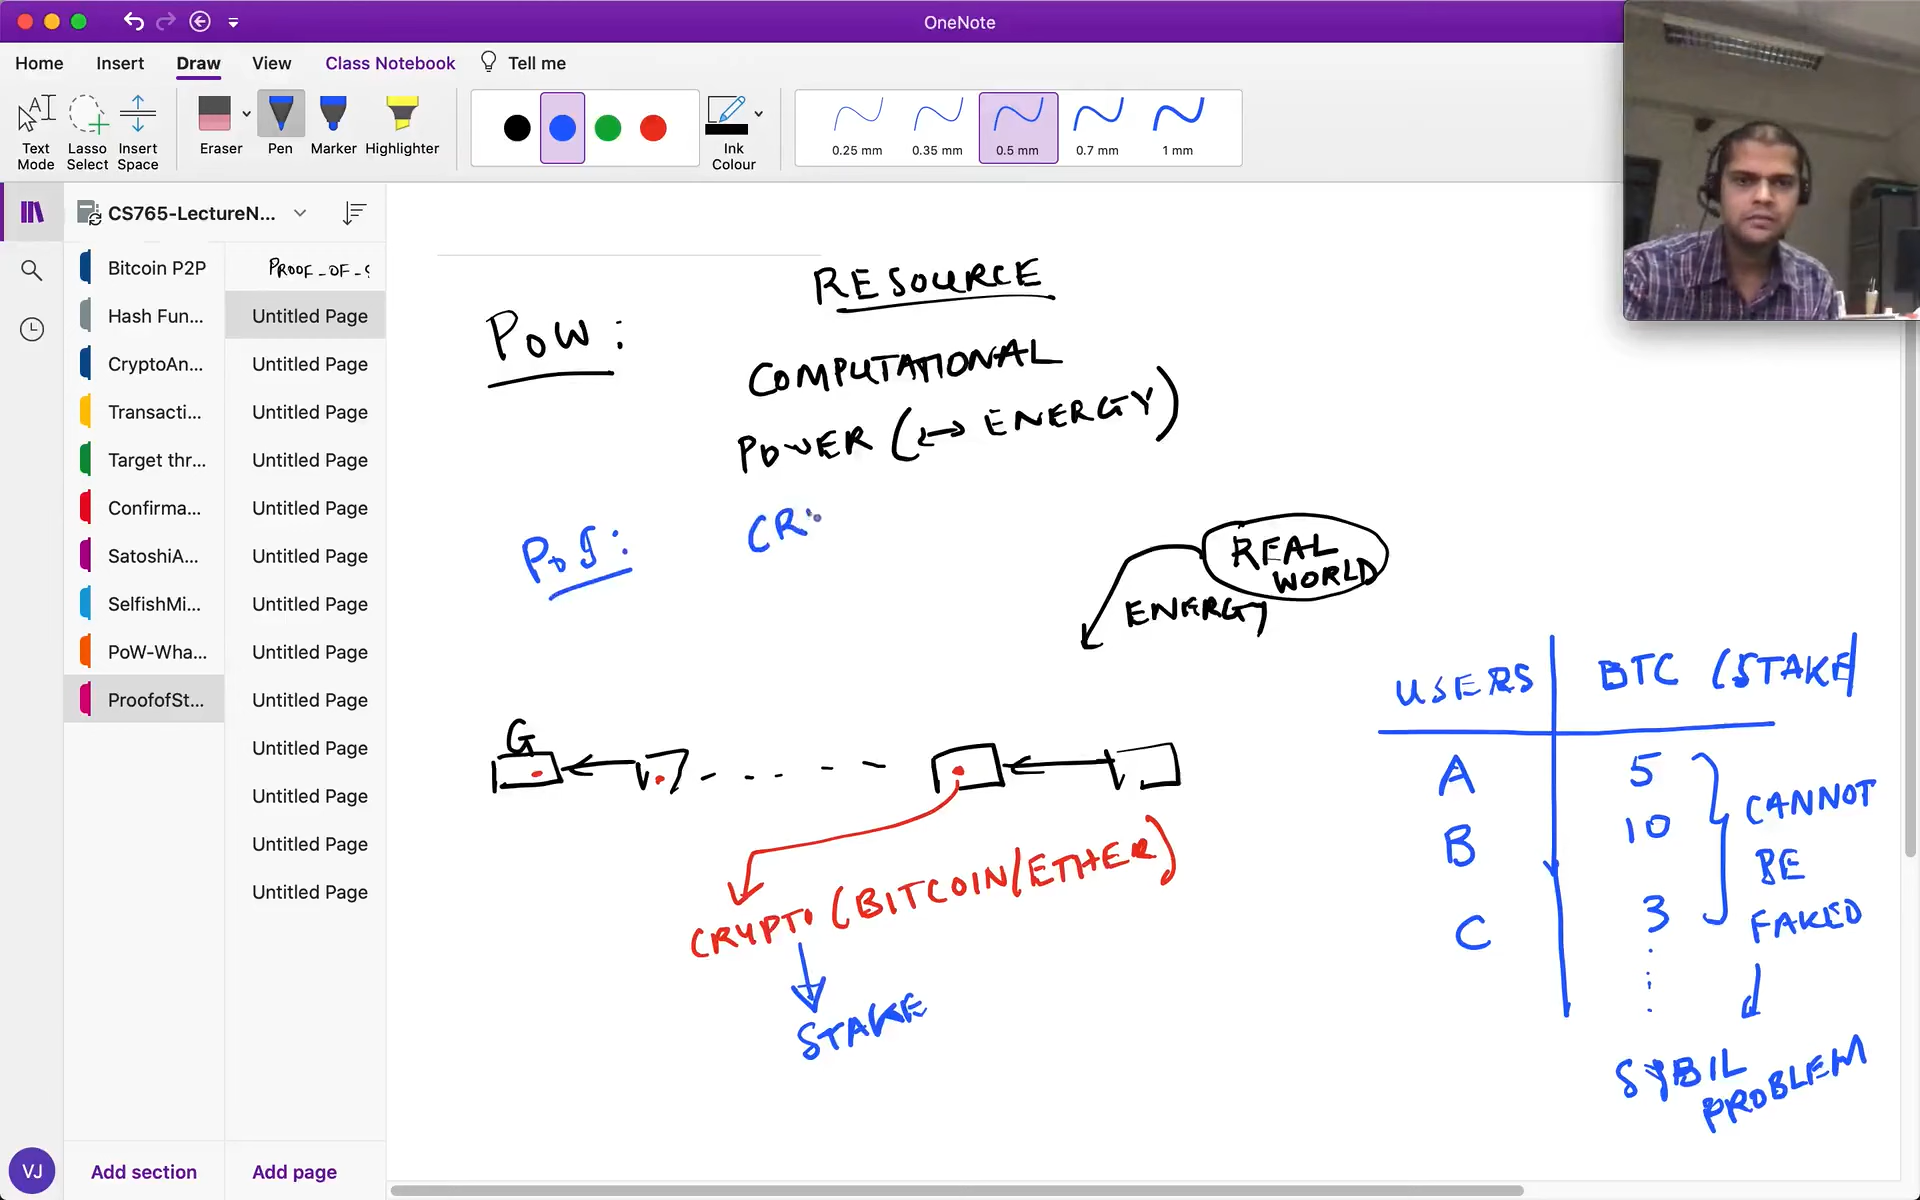 OneNote
Home Insert Draw View Class Notebook Tell me
Text Mode
Lasso Select
Insert Space
Eraser
Pen
Marker
Highlighter
Ink Colour
0.25 mm
0.35 mm
0.5 mm
0.7 mm
1 mm
CS765-LectureN...
Bitcoin P2P
Hash Fun...
CryptoAn...
Transacti...
Target thr...
Confirma...
SatoshiA...
SelfishMi...
PoW-Wha...
ProofofSt...
PROOF-OF-S
Untitled Page
Untitled Page
Untitled Page
Untitled Page
Untitled Page
Untitled Page
Untitled Page
Untitled Page
Untitled Page
Untitled Page
Untitled Page
Untitled Page
Untitled Page
VJ
Add section
Add page
RESOURCE
PoW:
COMPUTATIONAL
POWER (↔ ENERGY)
PoS:
CR
REAL
WORLD
ENERGY
G
CRYPTO (BITCOIN/ETHER)
STAKE
USERS BTC (STAKE
A 5
B 10
C 3
CANNOT
BE
FAKED
SYBIL
PROBLEM